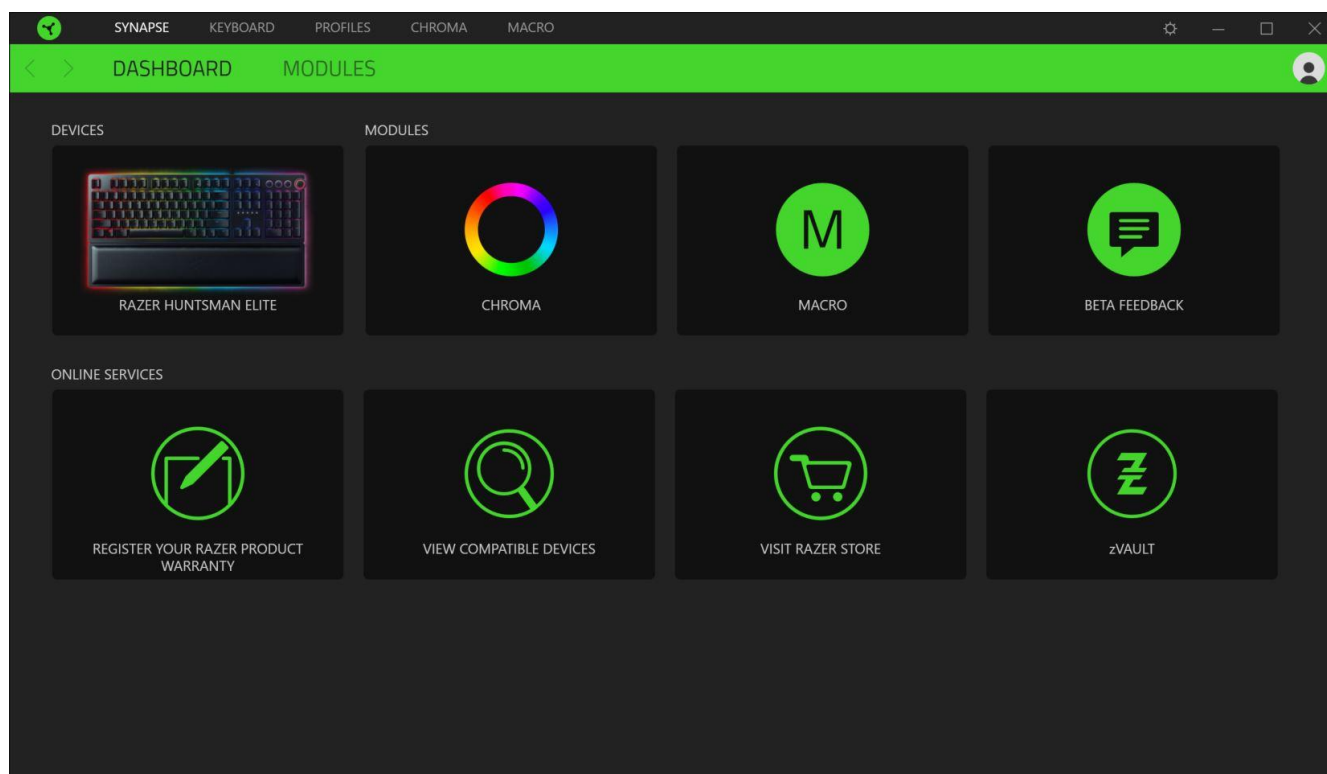 SYNAPSE KEYBOARD PROFILES CHROMA MACRO
DASHBOARD MODULES
DEVICES MODULES
RAZER HUNTSMAN ELITE CHROMA M MACRO BETA FEEDBACK
ONLINE SERVICES
REGISTER YOUR RAZER PRODUCT
WARRANTY
VIEW COMPATIBLE DEVICES
VISIT RAZER STORE
zVAULT